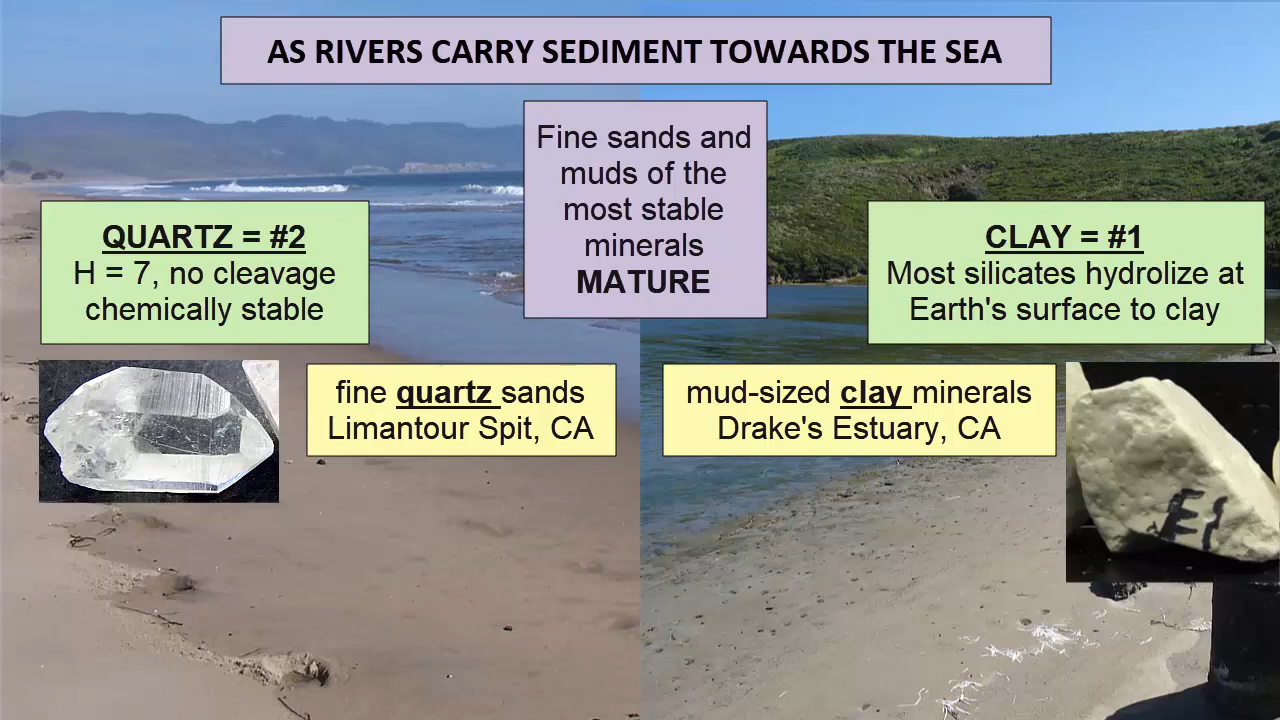 AS RIVERS CARRY SEDIMENT TOWARDS THE SEA
Fine sands and
muds of the
most stable
minerals
MATURE
QUARTZ = #2
H = 7, no cleavage
chemically stable
CLAY = #1
Most silicates hydrolize at
Earth's surface to clay
fine quartz sands
Limantour Spit, CA
mud-sized clay minerals
Drake's Estuary, CA